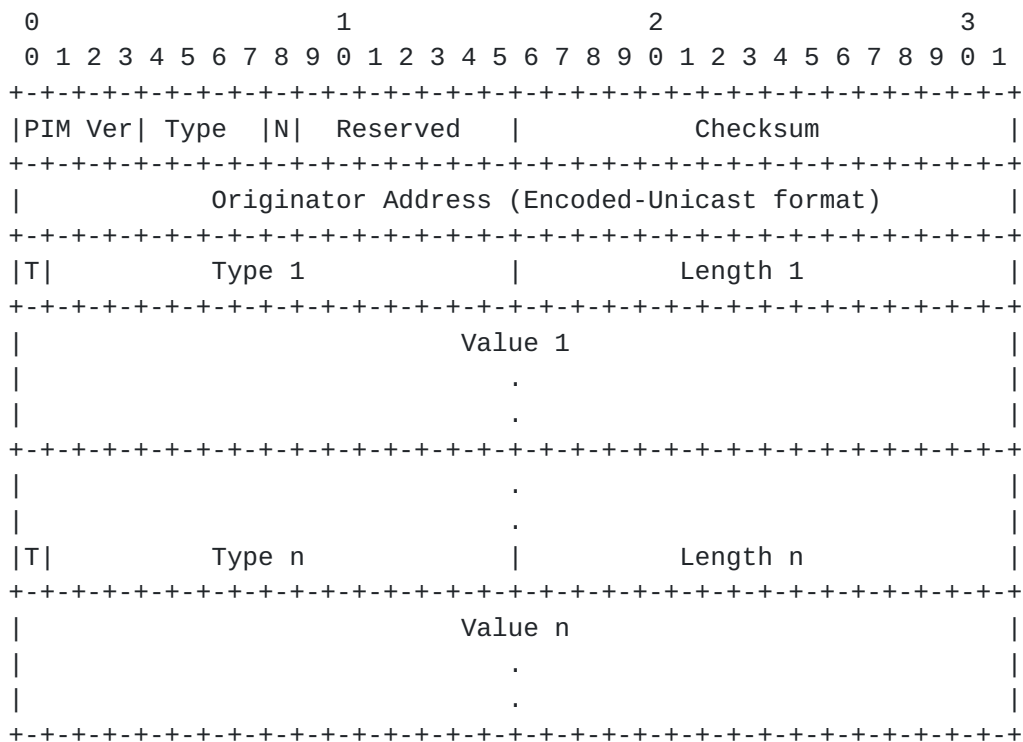 0                   1                   2                   3
 0 1 2 3 4 5 6 7 8 9 0 1 2 3 4 5 6 7 8 9 0 1 2 3 4 5 6 7 8 9 0 1
+-+-+-+-+-+-+-+-+-+-+-+-+-+-+-+-+-+-+-+-+-+-+-+-+-+-+-+-+-+-+-+-+
|PIM Ver| Type  |N|  Reserved   |           Checksum            |
+-+-+-+-+-+-+-+-+-+-+-+-+-+-+-+-+-+-+-+-+-+-+-+-+-+-+-+-+-+-+-+-+
|            Originator Address (Encoded-Unicast format)        |
+-+-+-+-+-+-+-+-+-+-+-+-+-+-+-+-+-+-+-+-+-+-+-+-+-+-+-+-+-+-+-+-+
|T|          Type 1             |          Length 1             |
+-+-+-+-+-+-+-+-+-+-+-+-+-+-+-+-+-+-+-+-+-+-+-+-+-+-+-+-+-+-+-+-+
|                            Value 1                            |
|                               .                               |
|                               .                               |
+-+-+-+-+-+-+-+-+-+-+-+-+-+-+-+-+-+-+-+-+-+-+-+-+-+-+-+-+-+-+-+-+
|                               .                               |
|                               .                               |
|T|          Type n             |          Length n             |
+-+-+-+-+-+-+-+-+-+-+-+-+-+-+-+-+-+-+-+-+-+-+-+-+-+-+-+-+-+-+-+-+
|                            Value n                            |
|                               .                               |
|                               .                               |
+-+-+-+-+-+-+-+-+-+-+-+-+-+-+-+-+-+-+-+-+-+-+-+-+-+-+-+-+-+-+-+-+